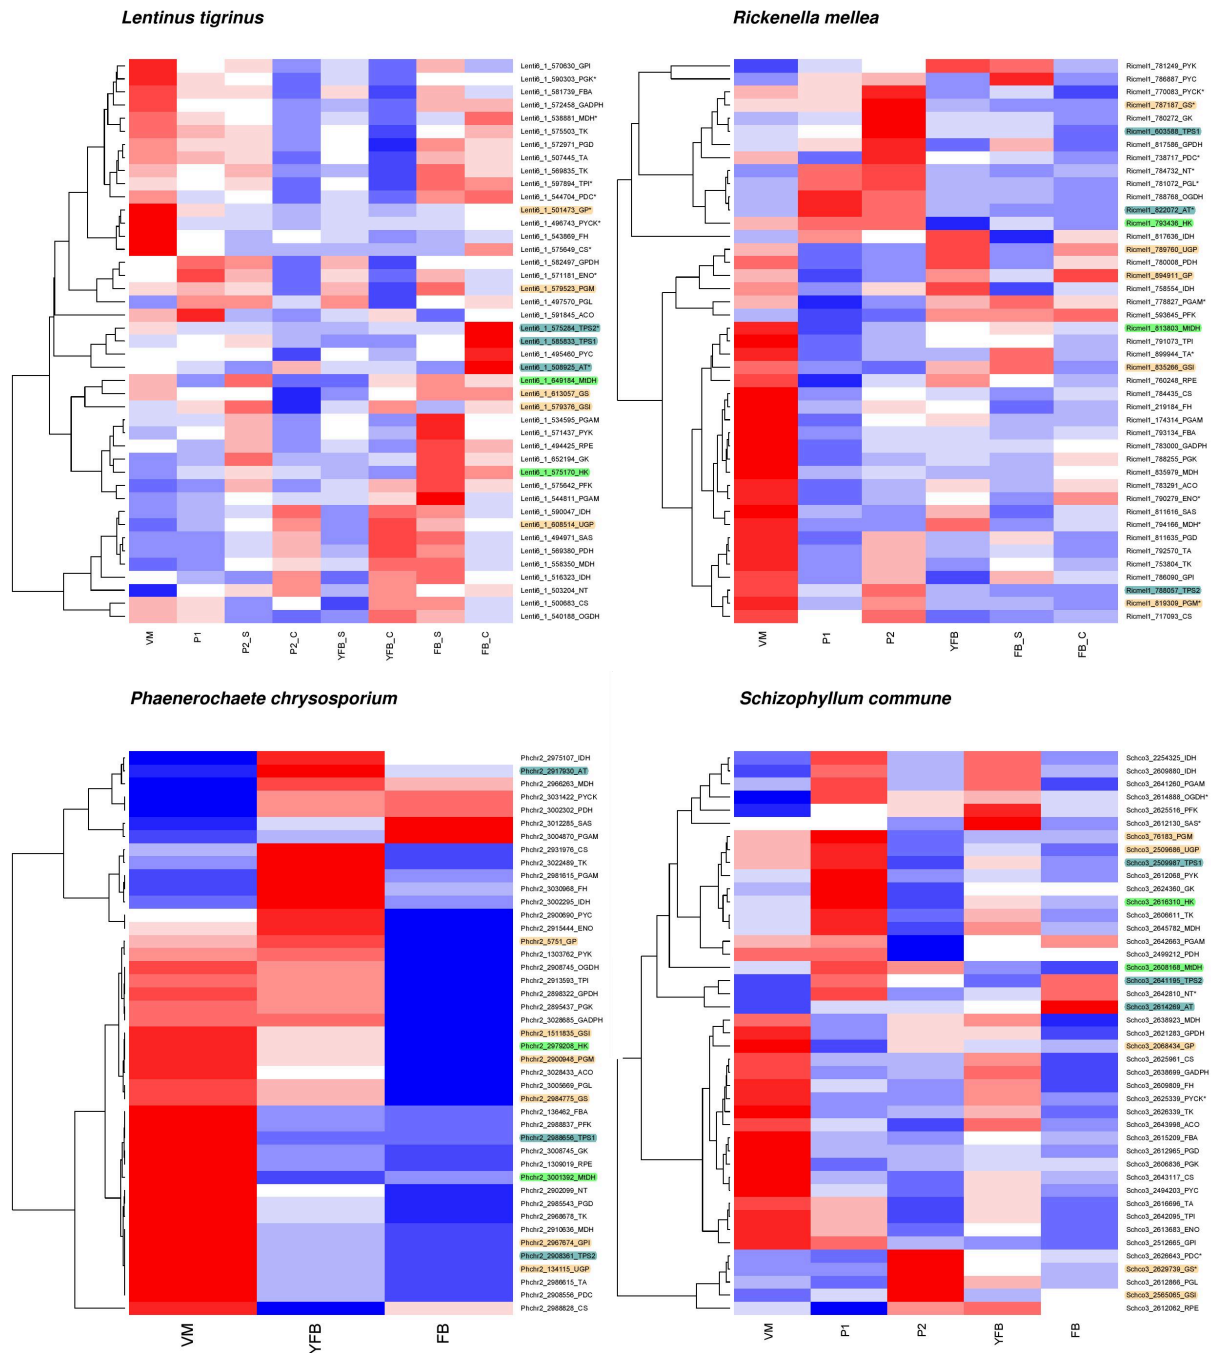 Lentinus tigrinus
Lenti6_1_570630_GPI
Lenti6_1_590303_PGK*
Lenti6_1_581739_FBA
Lenti6_1_572458_GADPH
Lenti6_1_538881_MDH*
Lenti6_1_575503_TK
Lenti6_1_572971_PGD
Lenti6_1_507445_TA
Lenti6_1_569835_TK
Lenti6_1_597894_TPI*
Lenti6_1_544704_PDC*
Lenti6_1_501473_GP*
Lenti6_1_496743_PYCK*
Lenti6_1_543869_FH
Lenti6_1_575649_CS*
Lenti6_1_582497_GPDH
Lenti6_1_571181_ENO*
Lenti6_1_579523_PGM
Lenti6_1_497570_PGL
Lenti6_1_591845_ACO
Lenti6_1_575284_TPS2*
Lenti6_1_585833_TPS1
Lenti6_1_495460_PYC
Lenti6_1_508925_AT*
Lenti6_1_649184_MtDH
Lenti6_1_613057_GS
Lenti6_1_579376_GSI
Lenti6_1_534595_PGAM
Lenti6_1_571437_PYK
Lenti6_1_494425_RPE
Lenti6_1_652194_GK
Lenti6_1_575170_HK
Lenti6_1_575642_PFK
Lenti6_1_544811_PGAM
Lenti6_1_590047_IDH
Lenti6_1_608514_UGP
Lenti6_1_494971_SAS
Lenti6_1_569380_PDH
Lenti6_1_558350_MDH
Lenti6_1_516323_IDH
Lenti6_1_503204_NT
Lenti6_1_500683_CS
Lenti6_1_540188_OGDH
VM P1 P2_S P2_C YFB_S YFB_C FB_S FB_C
Rickenella mellea
Ricmel1_781249_PYK
Ricmel1_786887_PYC
Ricmel1_770083_PYCK*
Ricmel1_787187_GS*
Ricmel1_780272_GK
Ricmel1_603588_TPS1
Ricmel1_817586_GPDH
Ricmel1_738717_PDC*
Ricmel1_784732_NT*
Ricmel1_781072_PGL*
Ricmel1_788768_OGDH
Ricmel1_822072_AT*
Ricmel1_793436_HK
Ricmel1_817636_IDH
Ricmel1_789760_UGP
Ricmel1_780008_PDH
Ricmel1_894911_GP
Ricmel1_758554_IDH
Ricmel1_778827_PGAM*
Ricmel1_593645_PFK
Ricmel1_813803_MtDH
Ricmel1_791073_TPI
Ricmel1_899944_TA*
Ricmel1_835266_GSI
Ricmel1_760248_RPE
Ricmel1_784435_CS
Ricmel1_219184_FH
Ricmel1_174314_PGAM
Ricmel1_793134_FBA
Ricmel1_783000_GADPH
Ricmel1_788255_PGK
Ricmel1_835979_MDH
Ricmel1_783291_ACO
Ricmel1_790279_ENO*
Ricmel1_811616_SAS
Ricmel1_794166_MDH*
Ricmel1_811635_PGD
Ricmel1_792570_TA
Ricmel1_753804_TK
Ricmel1_786090_GPI
Ricmel1_788057_TPS2
Ricmel1_819309_PGM*
Ricmel1_717093_CS
VM P1 P2 YFB FB_S FB_C
Phaenerochaete chrysosporium
Phchr2_2975107_IDH
Phchr2_2917930_AT
Phchr2_2966263_MDH
Phchr2_3031422_PYCK
Phchr2_3002302_PDH
Phchr2_3012285_SAS
Phchr2_3004870_PGAM
Phchr2_2931976_CS
Phchr2_3022489_TK
Phchr2_2981615_PGAM
Phchr2_3030968_FH
Phchr2_3002295_IDH
Phchr2_2900690_PYC
Phchr2_2915444_ENO
Phchr2_5751_GP
Phchr2_1303762_PYK
Phchr2_2908745_OGDH
Phchr2_2913593_TPI
Phchr2_2898322_GPDH
Phchr2_2895437_PGK
Phchr2_3028685_GADPH
Phchr2_1511835_GSI
Phchr2_2979208_HK
Phchr2_2900948_PGM
Phchr2_3028433_ACO
Phchr2_3005669_PGL
Phchr2_2984775_GS
Phchr2_136462_FBA
Phchr2_2988837_PFK
Phchr2_2988656_TPS1
Phchr2_3008745_GK
Phchr2_1309019_RPE
Phchr2_3001392_MtDH
Phchr2_2902099_NT
Phchr2_2985543_PGD
Phchr2_2968678_TK
Phchr2_2910636_MDH
Phchr2_2967674_GPI
Phchr2_2908361_TPS2
Phchr2_134115_UGP
Phchr2_2986615_TA
Phchr2_2908556_PDC
Phchr2_2988828_CS
VM YFB FB
Schizophyllum commune
Schco3_2254325_IDH
Schco3_2609880_IDH
Schco3_2641260_PGAM
Schco3_2614888_OGDH*
Schco3_2625516_PFK
Schco3_2612130_SAS*
Schco3_76183_PGM
Schco3_2509686_UGP
Schco3_2509987_TPS1
Schco3_2612068_PYK
Schco3_2624360_GK
Schco3_2616310_HK
Schco3_2606611_TK
Schco3_2645782_MDH
Schco3_2642663_PGAM
Schco3_2499212_PDH
Schco3_2608168_MtDH
Schco3_2641195_TPS2
Schco3_2642810_NT*
Schco3_2614269_AT
Schco3_2638923_MDH
Schco3_2621283_GPDH
Schco3_2068434_GP
Schco3_2625961_CS
Schco3_2638699_GADPH
Schco3_2609809_FH
Schco3_2625339_PYCK*
Schco3_2626339_TK
Schco3_2643998_ACO
Schco3_2615209_FBA
Schco3_2612965_PGD
Schco3_2606836_PGK
Schco3_2643117_CS
Schco3_2494203_PYC
Schco3_2616696_TA
Schco3_2642095_TPI
Schco3_2613683_ENO
Schco3_2512665_GPI
Schco3_2626643_PDC*
Schco3_2629739_GS*
Schco3_2612866_PGL
Schco3_2565065_GSI
Schco3_2612062_RPE
VM P1 P2 YFB FB